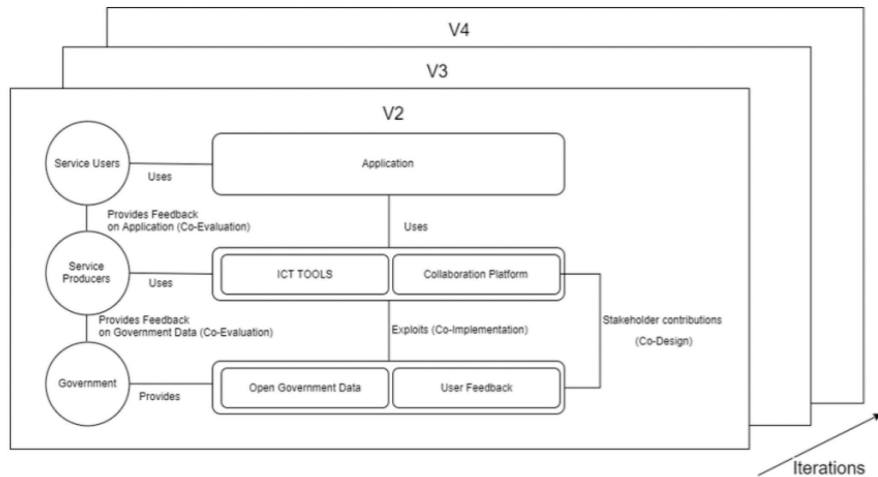 V4
V3
V2
Service Users
Uses
Application
Provides Feedback
on Application (Co-Evaluation)
Uses
Service
Producers
Uses
ICT TOOLS
Collaboration Platform
Provides Feedback
on Government Data (Co-Evaluation)
Exploits (Co-Implementation)
Stakeholder contributions
(Co-Design)
Government
Provides
Open Government Data
User Feedback
Iterations